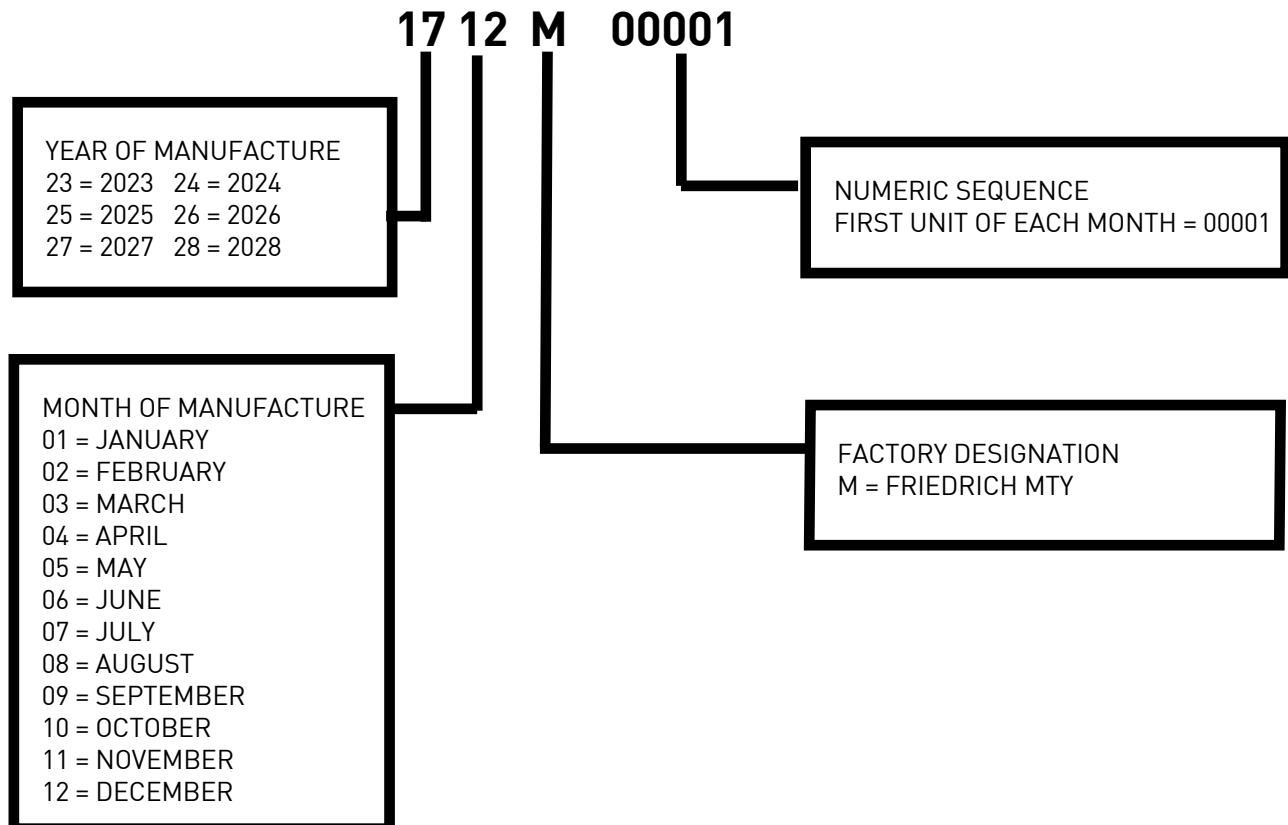 17 12 M 00001
YEAR OF MANUFACTURE
23 = 2023 24 = 2024
25 = 2025 26 = 2026
27 = 2027 28 = 2028
NUMERIC SEQUENCE
FIRST UNIT OF EACH MONTH = 00001
MONTH OF MANUFACTURE
01 = JANUARY
02 = FEBRUARY
03 = MARCH
04 = APRIL
05 = MAY
06 = JUNE
07 = JULY
08 = AUGUST
09 = SEPTEMBER
10 = OCTOBER
11 = NOVEMBER
12 = DECEMBER
FACTORY DESIGNATION
M = FRIEDRICH MTY